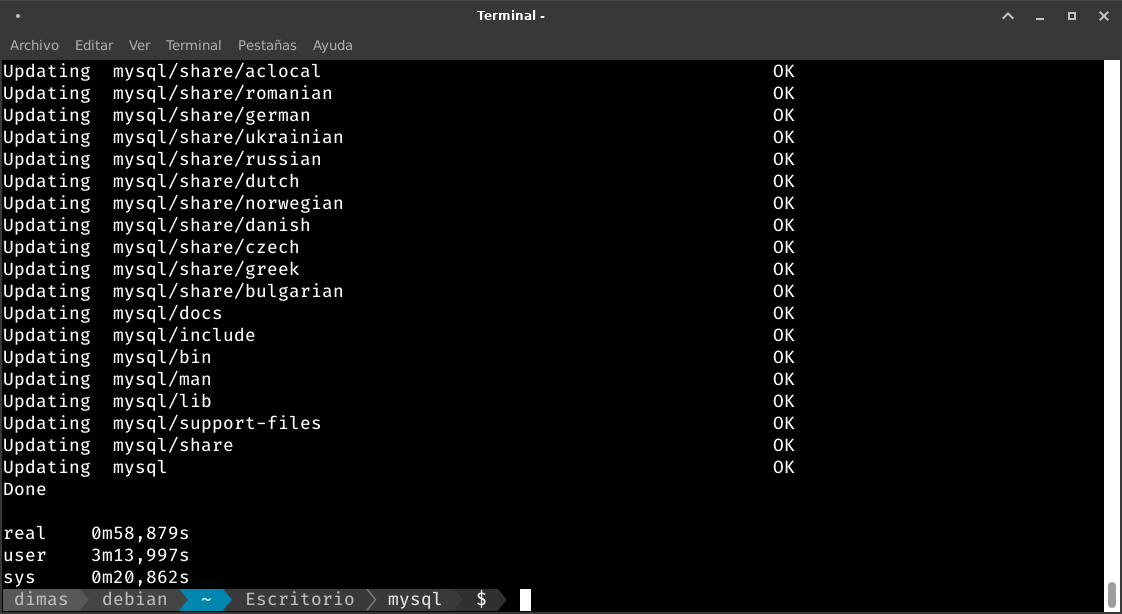 Terminal -
Archivo Editar Ver Terminal Pestañas Ayuda
Updating  mysql/share/aclocal OK
Updating  mysql/share/romanian OK
Updating  mysql/share/german OK
Updating  mysql/share/ukrainian OK
Updating  mysql/share/russian OK
Updating  mysql/share/dutch OK
Updating  mysql/share/norwegian OK
Updating  mysql/share/danish OK
Updating  mysql/share/czech OK
Updating  mysql/share/greek OK
Updating  mysql/share/bulgarian OK
Updating  mysql/docs OK
Updating  mysql/include OK
Updating  mysql/bin OK
Updating  mysql/man OK
Updating  mysql/lib OK
Updating  mysql/support-files OK
Updating  mysql/share OK
Updating  mysql OK
Done
real 0m58,879s
user 3m13,997s
sys 0m20,862s
dimas debian ~ Escritorio mysql $